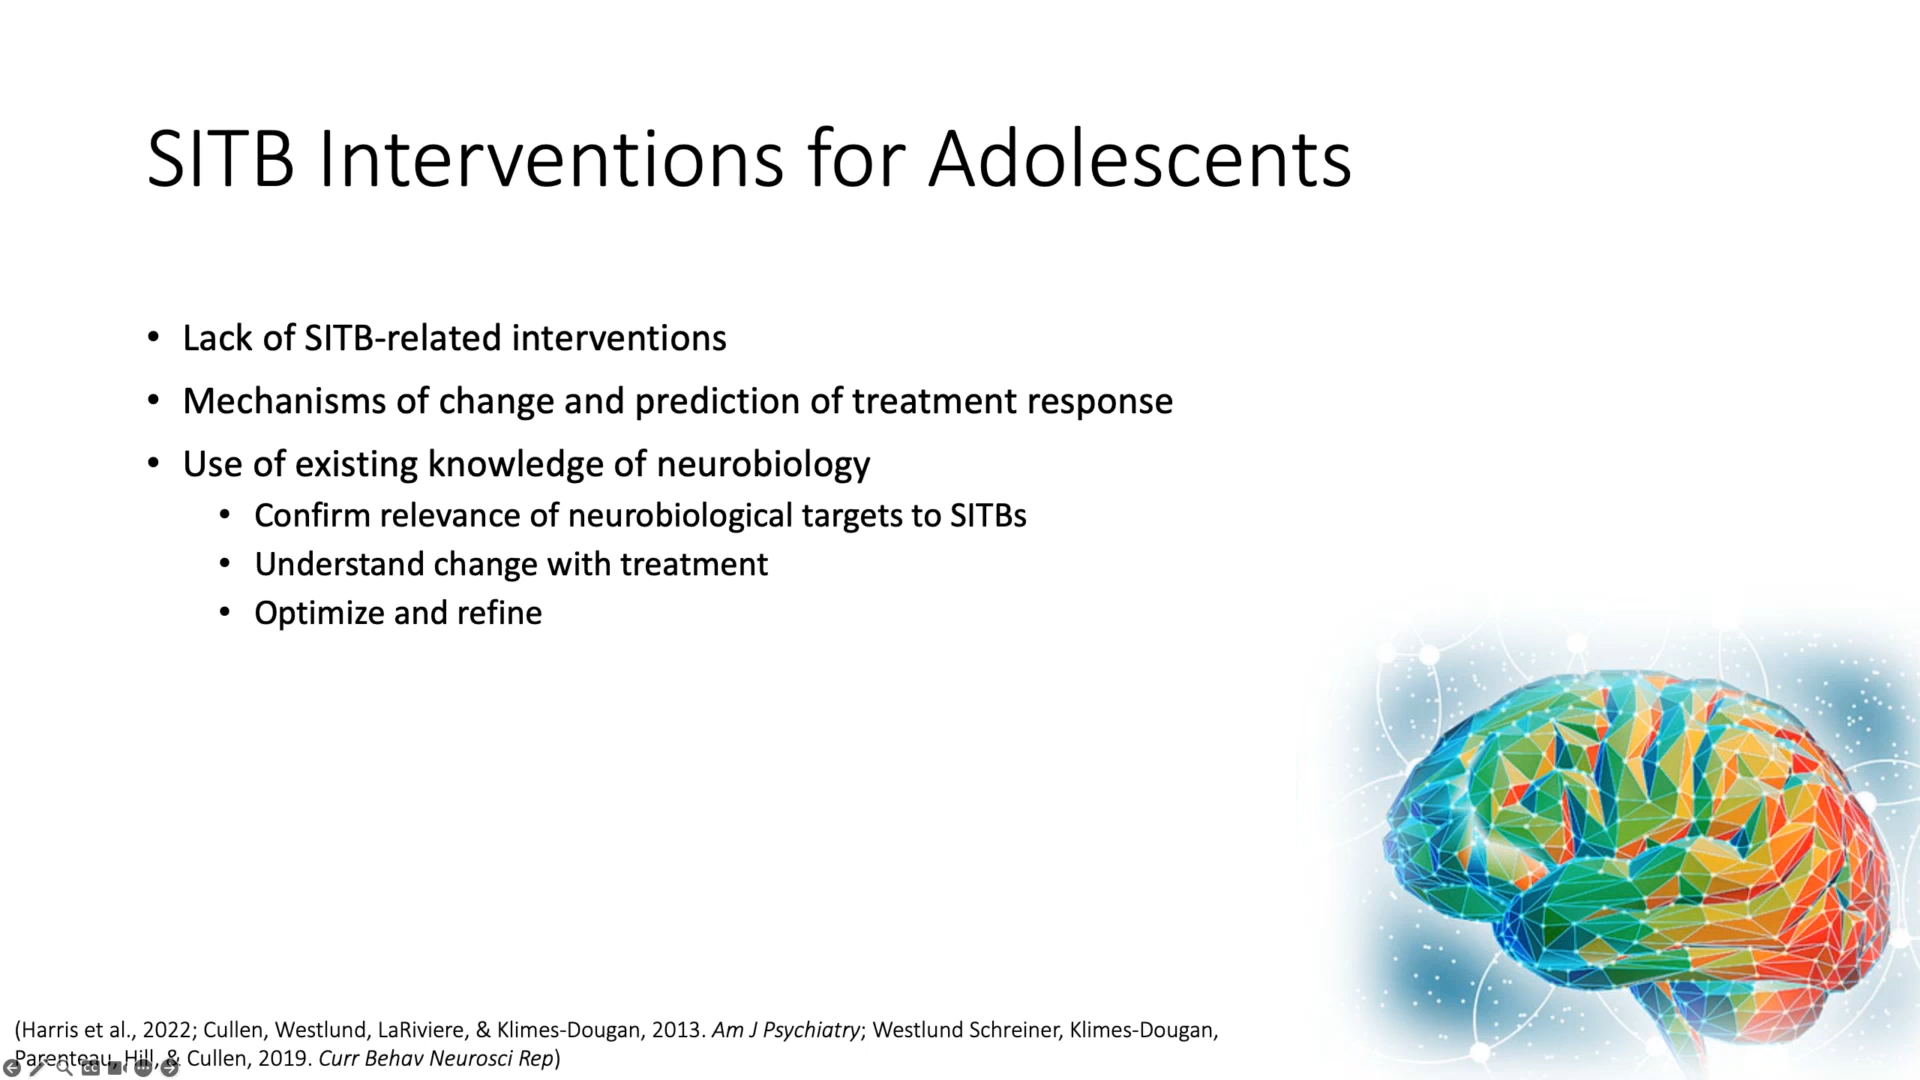 SITB Interventions for Adolescents
• Lack of SITB-related interventions
• Mechanisms of change and prediction of treatment response
• Use of existing knowledge of neurobiology
• Confirm relevance of neurobiological targets to SITBs
• Understand change with treatment
• Optimize and refine
(Harris et al., 2022; Cullen, Westlund, LaRiviere, & Klimes-Dougan, 2013. Am J Psychiatry; Westlund Schreiner, Klimes-Dougan,
Parenteau, Hill, & Cullen, 2019. Curr Behav Neurosci Rep)